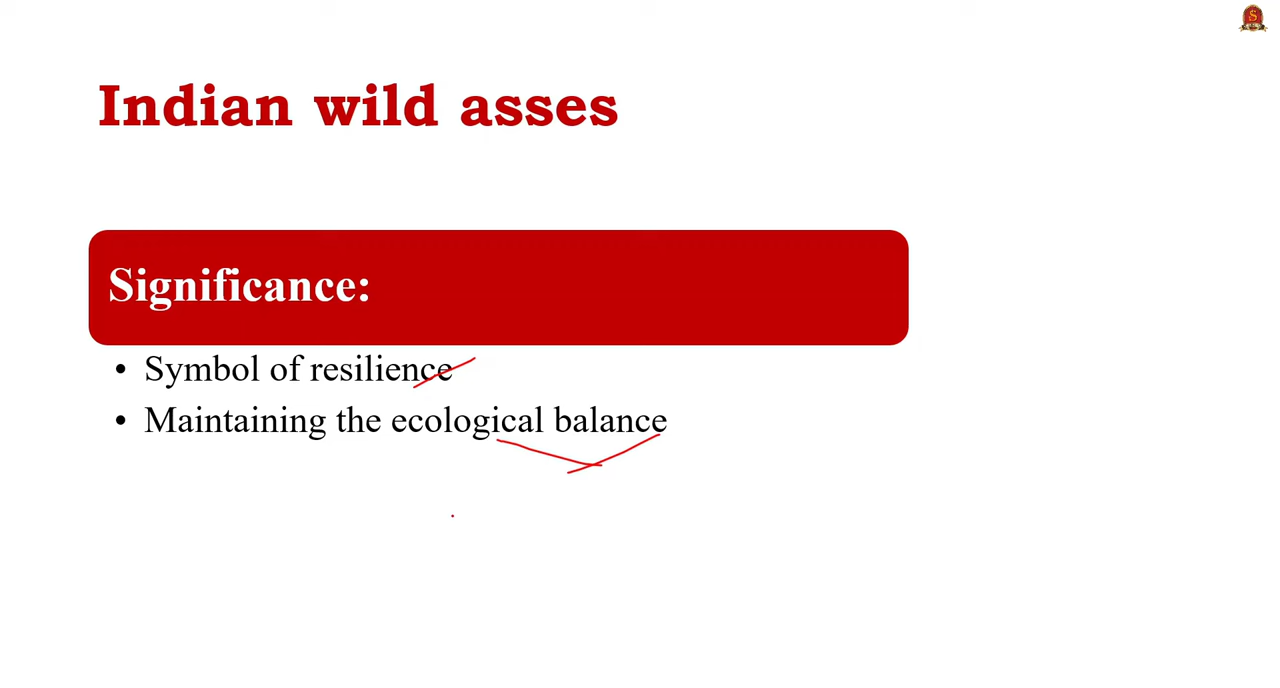 Indian wild asses
Significance:
• Symbol of resilience
• Maintaining the ecological balance